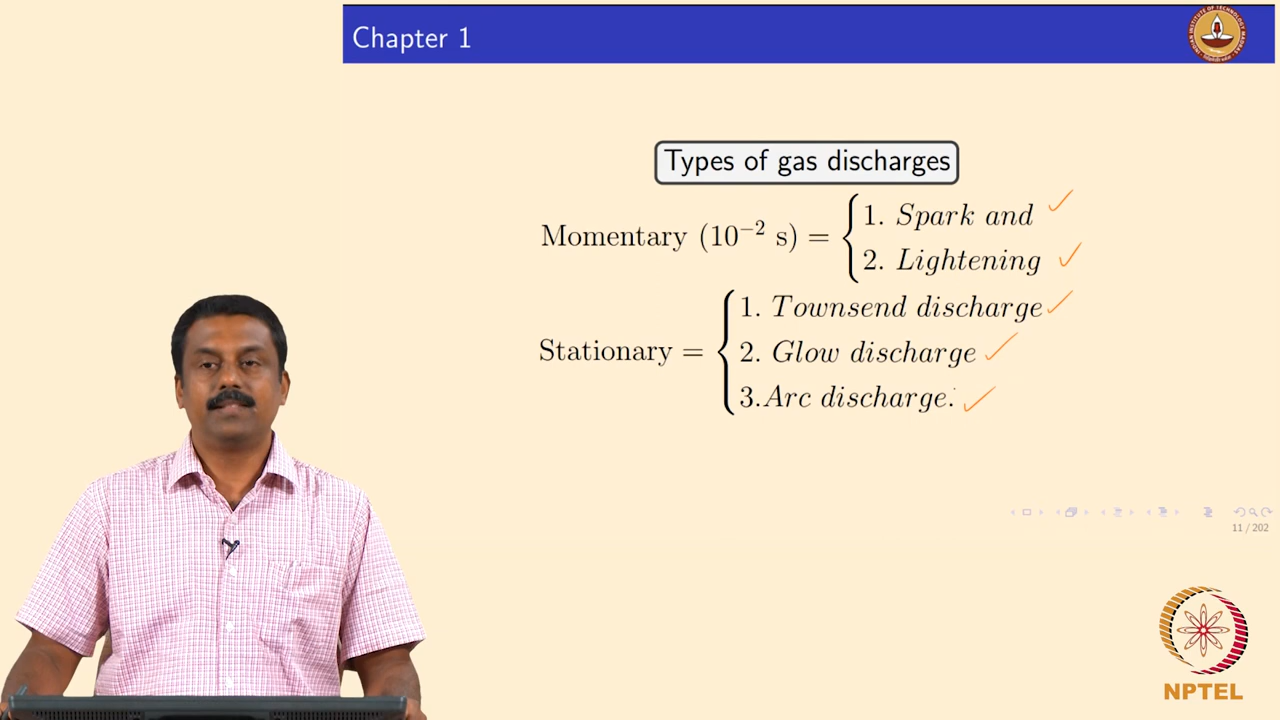 Chapter 1
Types of gas discharges
Momentary (10⁻² s) = { 1. Spark and
2. Lightening
Stationary = { 1. Townsend discharge
2. Glow discharge
3.Arc discharge.
11 / 202
NPTEL